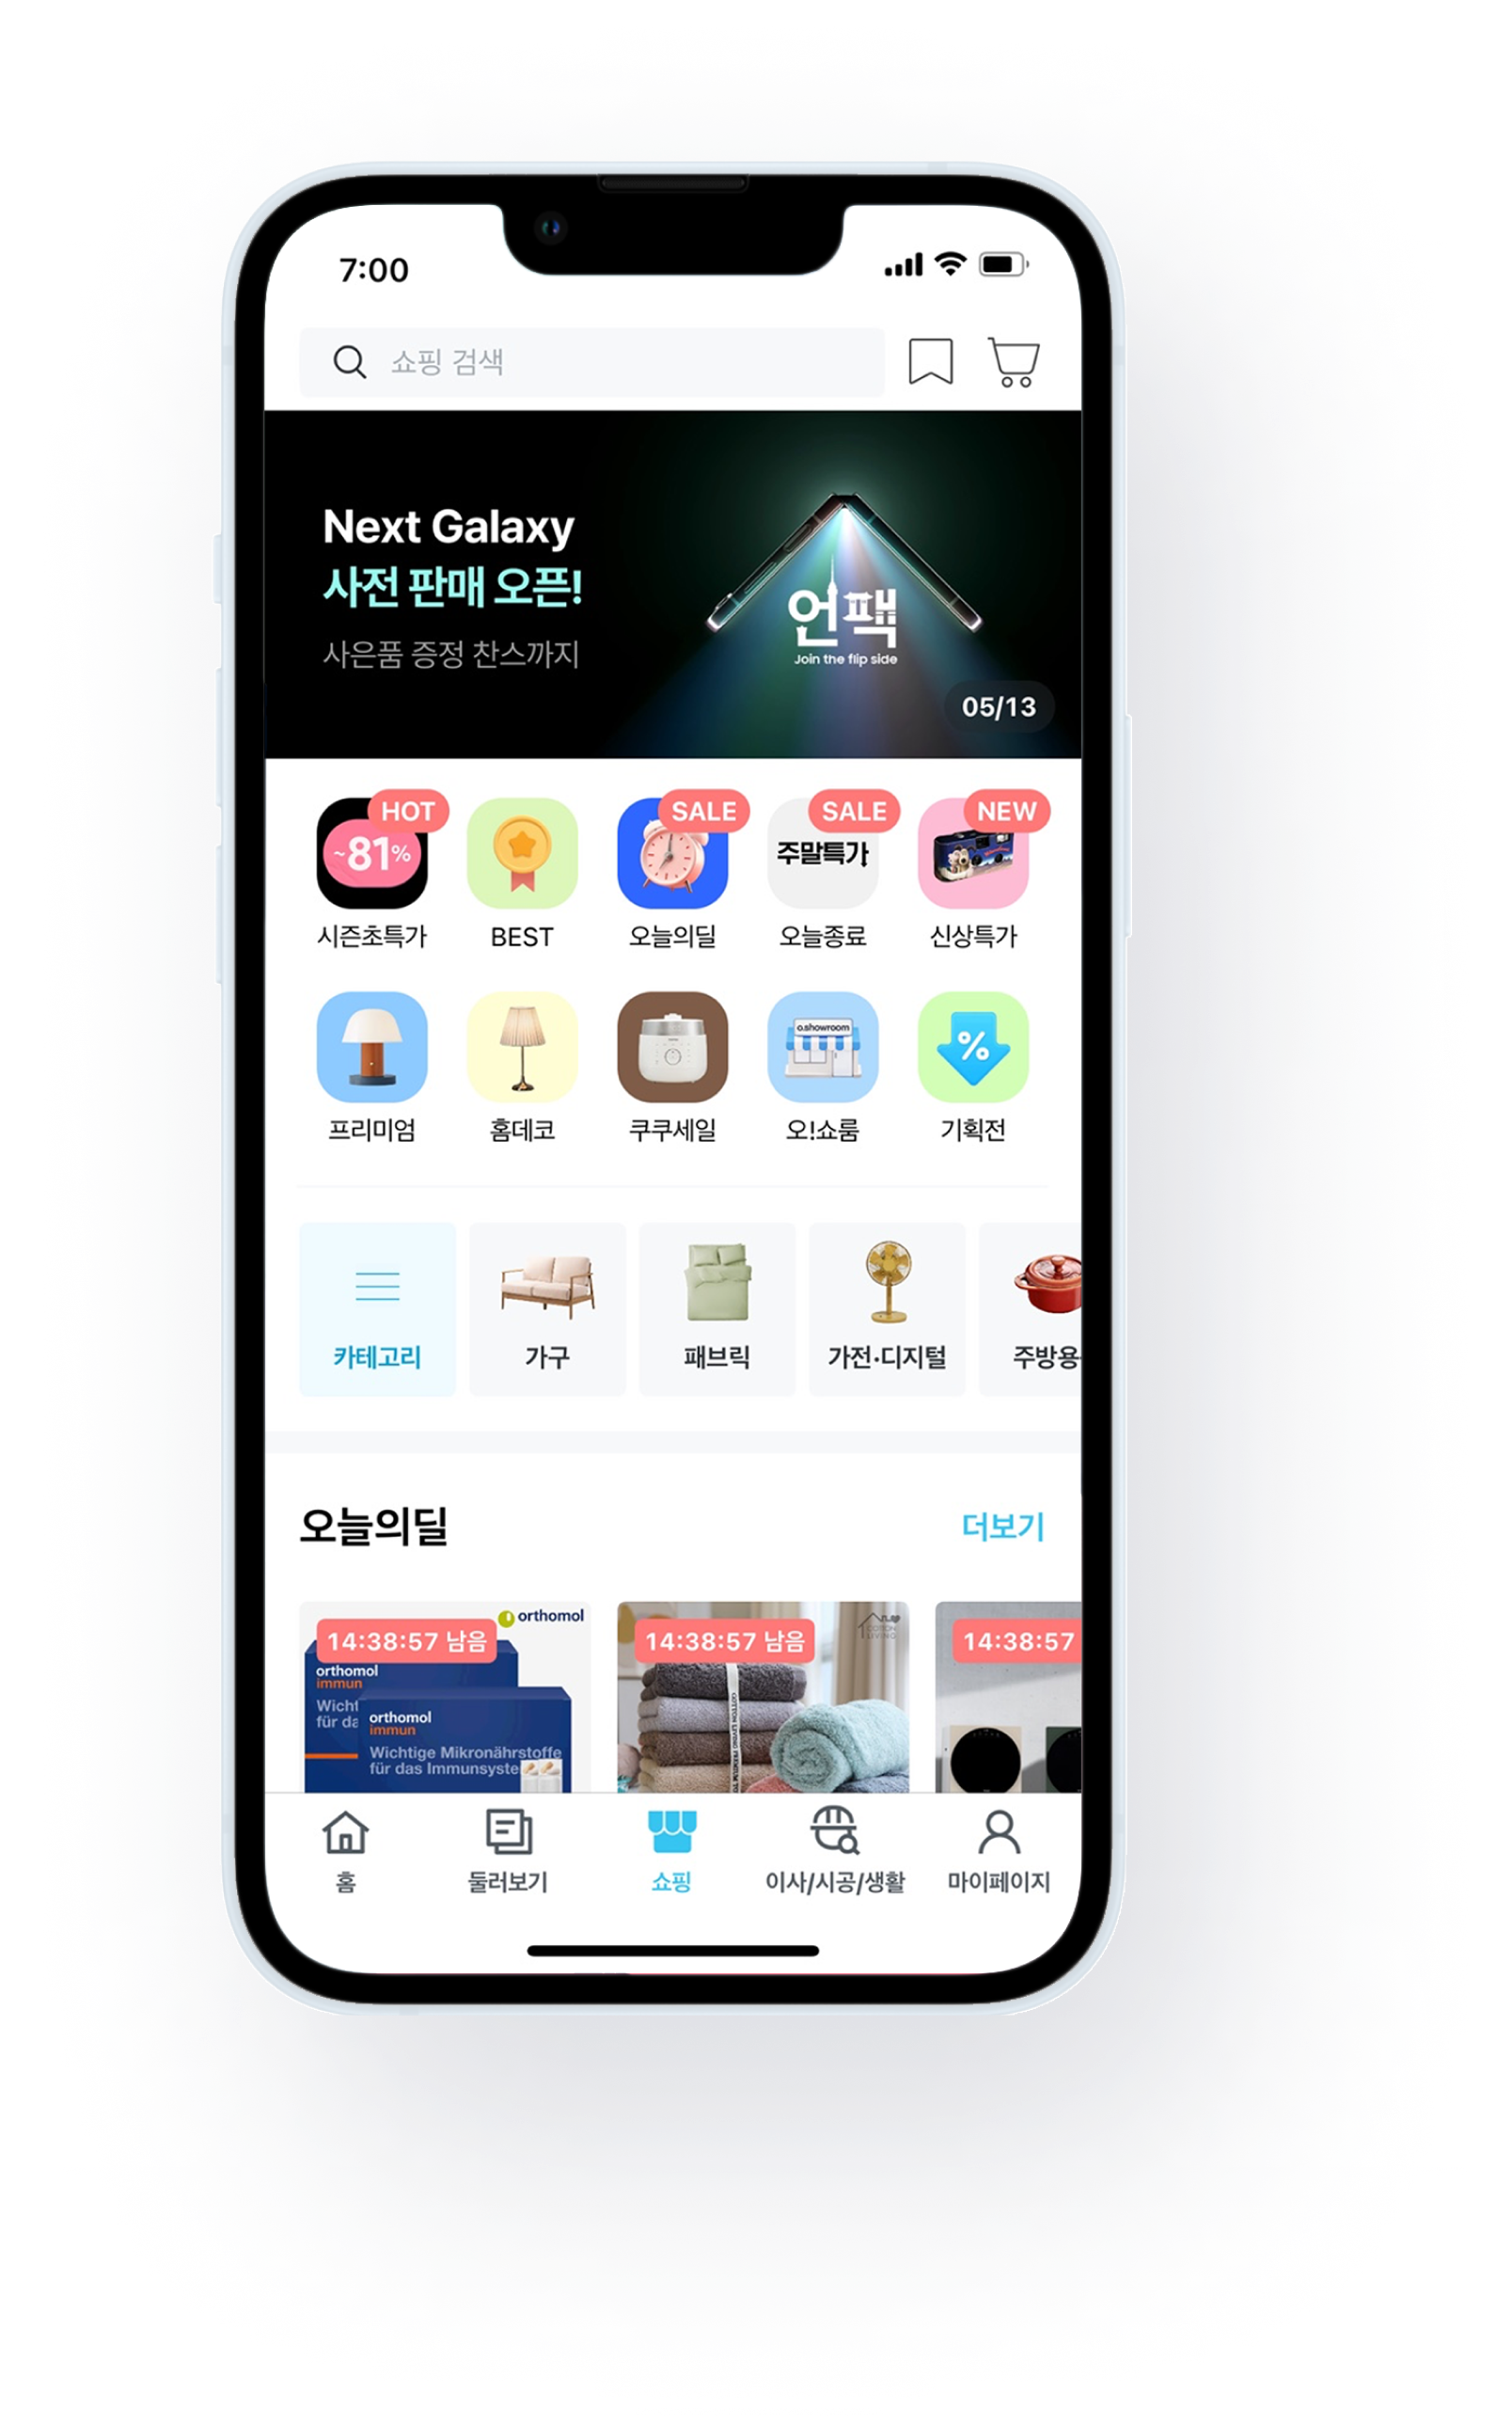 7:00
쇼핑 검색
Next Galaxy
사전 판매 오픈!
사은품 증정 찬스까지
언팩
Join the flip side
05/13
HOT
SALE
SALE
NEW
~81%
주말특가
시즌초특가
BEST
오늘의딜
오늘종료
신상특가
o.showroom
%
프리미엄
홈데코
쿠쿠세일
오!쇼룸
기획전
카테고리
가구
패브릭
가전·디지털
주방용
오늘의딜
더보기
orthomol
14:38:57 남음
14:38:57 남음
14:38:57
COTTON
LIVING
orthomol
immun
Wicht
für da
orthomol
immun
Wichtige Mikronährstoffe
für das Immunsyste
홈
둘러보기
쇼핑
이사/시공/생활
마이페이지